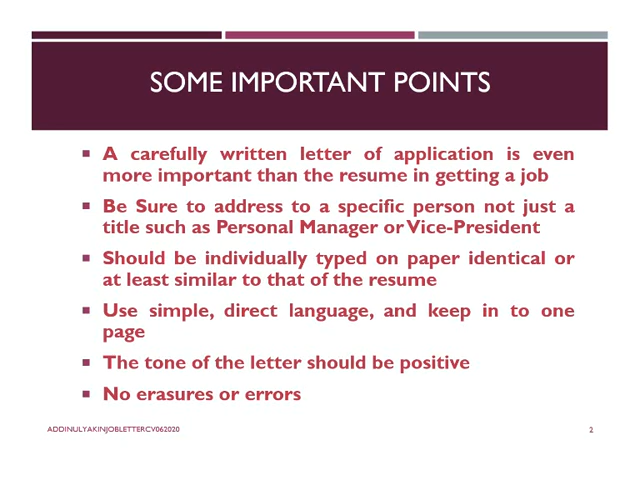 SOME IMPORTANT POINTS
▪ A carefully written letter of application is even
more important than the resume in getting a job
▪ Be Sure to address to a specific person not just a
title such as Personal Manager or Vice-President
▪ Should be individually typed on paper identical or
at least similar to that of the resume
▪ Use simple, direct language, and keep in to one
page
▪ The tone of the letter should be positive
▪ No erasures or errors
ADDINULYAKINJOBLETTERCV062020
2